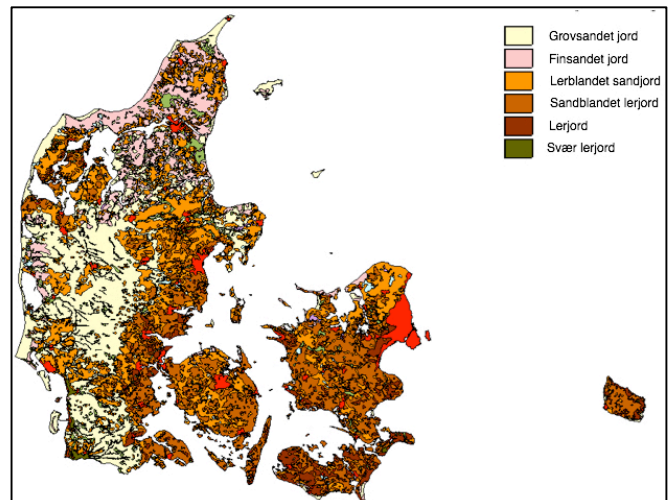 Grovsandet jord
Finsandet jord
Lerblandet sandjord
Sandblandet lerjord
Lerjord
Svær lerjord